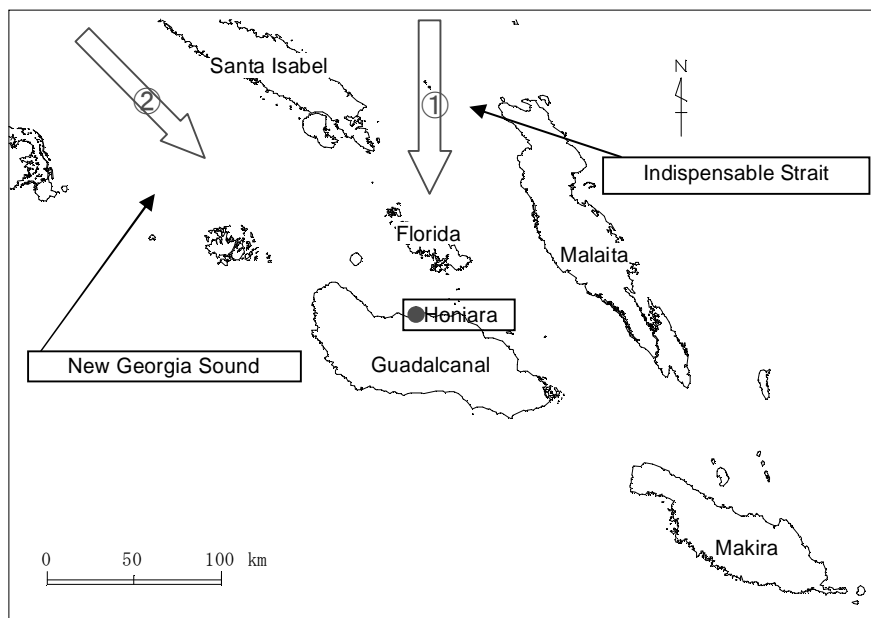 Santa Isabel
N
②
①
Indispensable Strait
Florida
Malaita
Honiara
New Georgia Sound
Guadalcanal
Makira
0 50 100 km